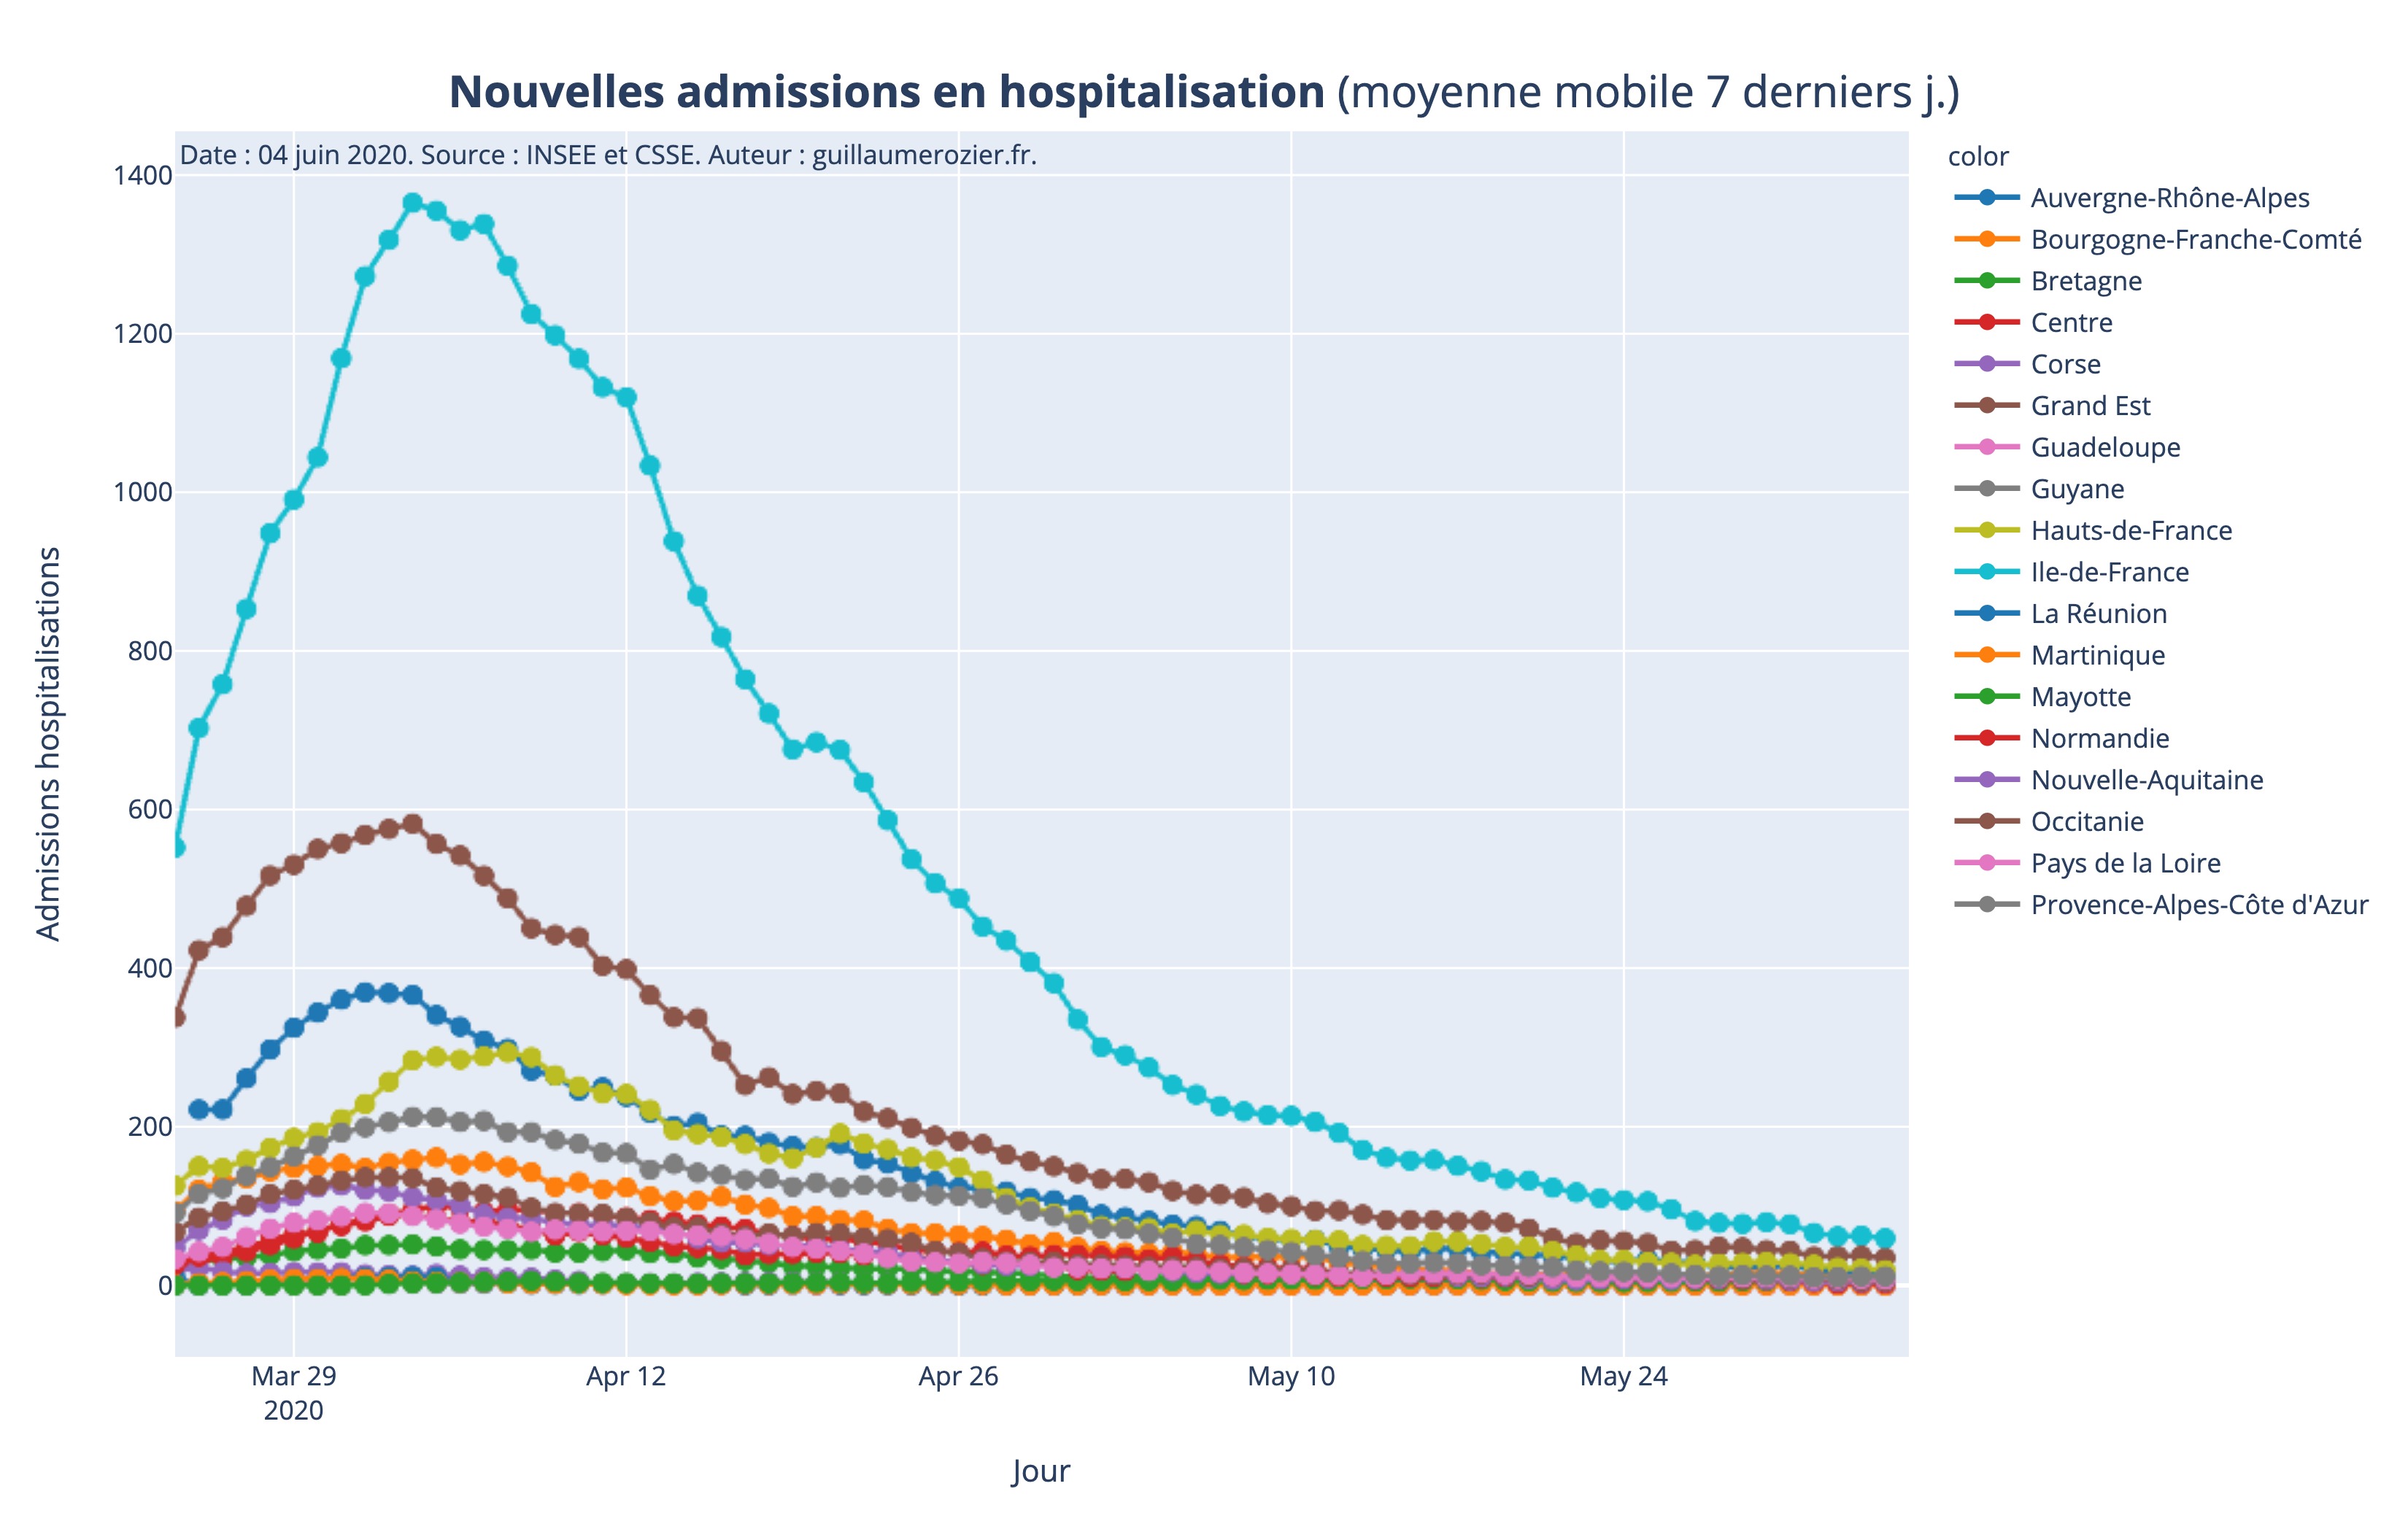 Nouvelles admissions en hospitalisation (moyenne mobile 7 derniers j.)
Date : 04 juin 2020. Source : INSEE et CSSE. Auteur : guillaumerozier.fr.
Admissions hospitalisations
1400
1200
1000
800
600
400
200
0
Mar 29
2020
Apr 12
Apr 26
May 10
May 24
Jour
color
Auvergne-Rhône-Alpes
Bourgogne-Franche-Comté
Bretagne
Centre
Corse
Grand Est
Guadeloupe
Guyane
Hauts-de-France
Ile-de-France
La Réunion
Martinique
Mayotte
Normandie
Nouvelle-Aquitaine
Occitanie
Pays de la Loire
Provence-Alpes-Côte d'Azur